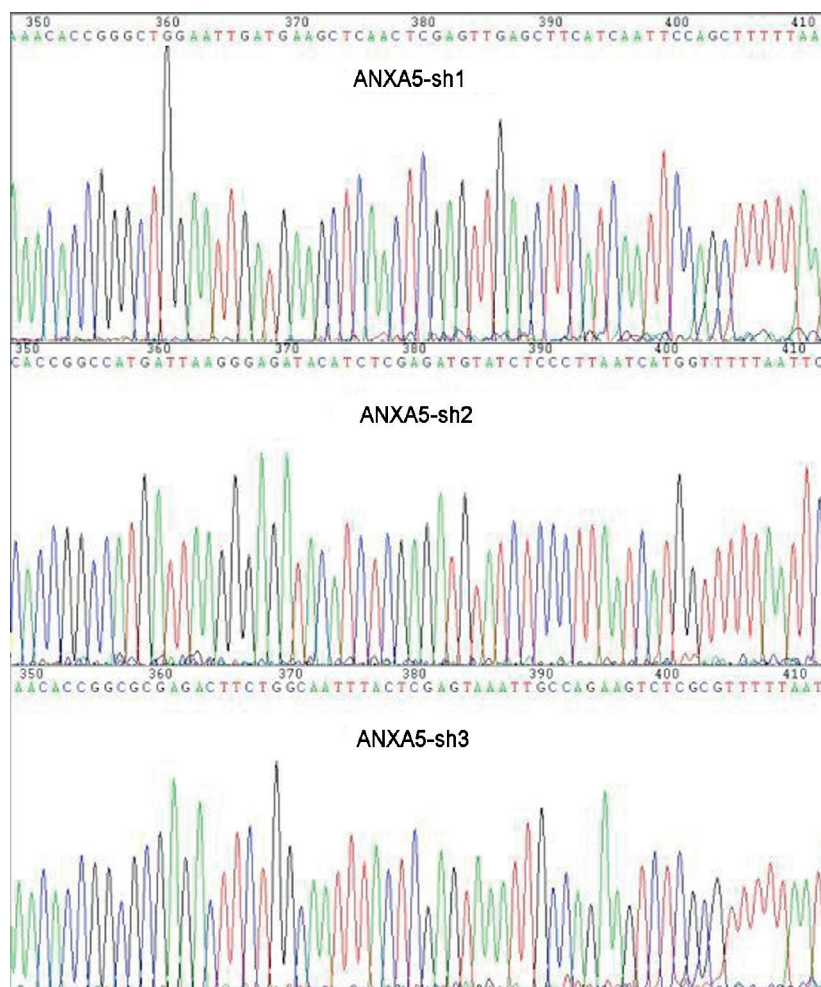 350 360 370 380 390 400 410
AAACACCGGGCTGGAATTGATGAAGCTCAACTCGAGTTGAGCTTCATCAATTCCAGCTTTTTAA
ANXA5-sh1
350 360 370 380 390 400 410
CACCGGCCATGATTAAGGGAGATACATCTCGAGATGTATCTCCCTTAATCATGGTTTTTAATTC
ANXA5-sh2
350 360 370 380 390 400 410
AACACCGGCGCGAGACTTCTGGCAATTTACTCGAGTAAATTGCCAGAAGTCTCGCGTTTTTAAT
ANXA5-sh3